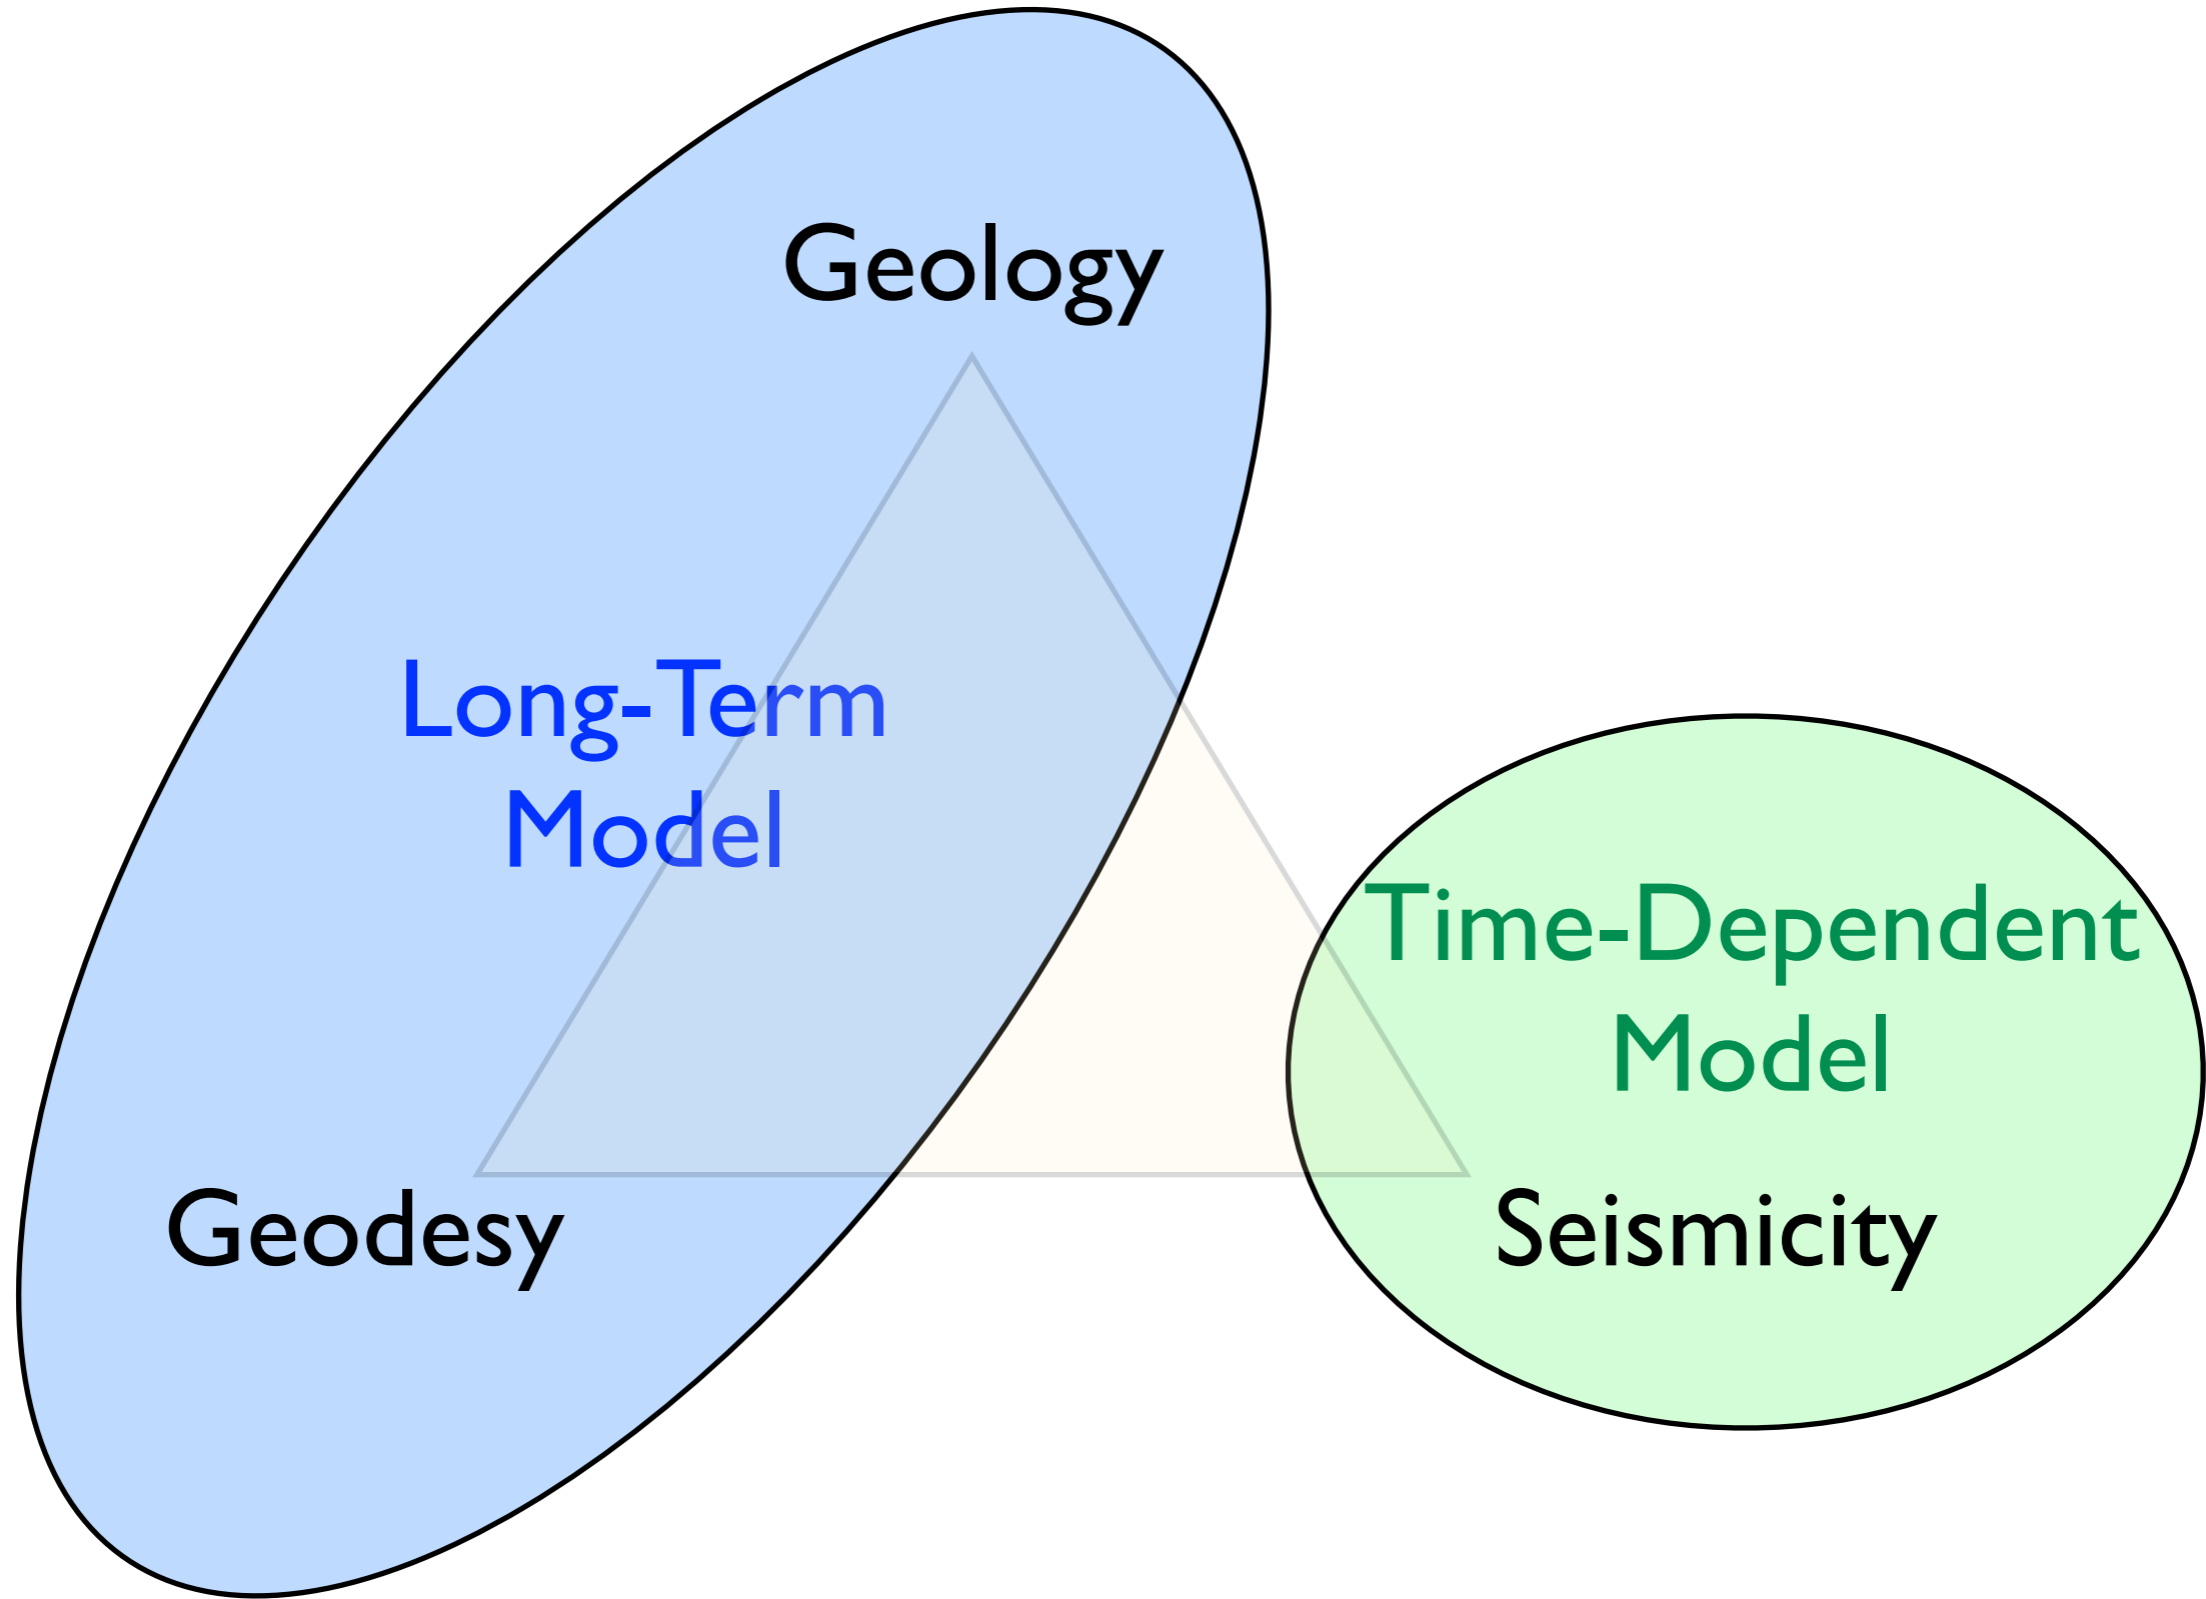 Geology
Long-Term
Model
Time-Dependent
Model
Geodesy
Seismicity